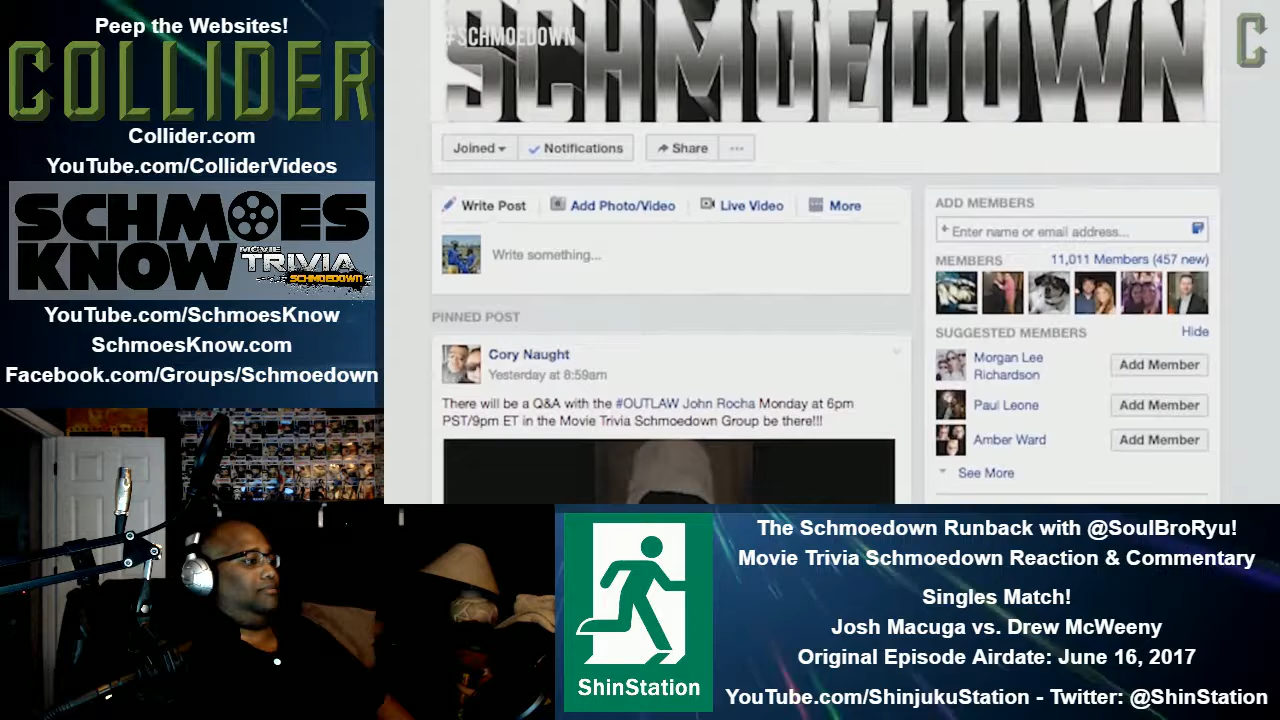 Peep the Websites!
COLLIDER
Collider.com
YouTube.com/ColliderVideos
SCHMOES
KNOW
MOVIE
TRIVIA
SCHMOEDOWN
YouTube.com/SchmoesKnow
SchmoesKnow.com
Facebook.com/Groups/Schmoedown
#SCHMOEDOWN
SCHMOEDOWN
C
Joined
Notifications
Share
Write Post
Add Photo/Video
Live Video
More
Write something...
PINNED POST
Cory Naught
Yesterday at 8:59am
There will be a Q&A with the #OUTLAW John Rocha Monday at 6pm
PST/9pm ET in the Movie Trivia Schmoedown Group be there!!!
ADD MEMBERS
+ Enter name or email address...
MEMBERS
11,011 Members (457 new)
SUGGESTED MEMBERS
Hide
Morgan Lee
Richardson
Add Member
Paul Leone
Add Member
Amber Ward
Add Member
See More
ShinStation
The Schmoedown Runback with @SoulBroRyu!
Movie Trivia Schmoedown Reaction & Commentary
Singles Match!
Josh Macuga vs. Drew McWeeny
Original Episode Airdate: June 16, 2017
YouTube.com/ShinjukuStation - Twitter: @ShinStation